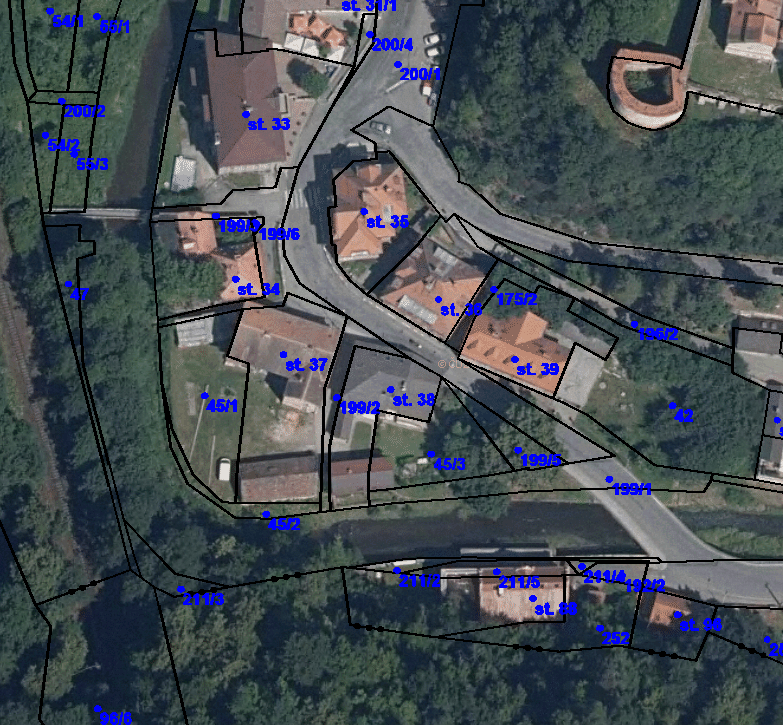 st. 31/1
54/1
55/1
200/4
200/1
200/2
st. 33
54/2
55/3
st. 35
199/6
47
st. 34
175/2
st. 36
196/2
st. 37
st. 39
45/1
199/2
st. 38
42
45/3
199/5
199/1
45/2
211/2
211/5
211/4
192/2
211/3
st. 88
st. 96
252
96/6